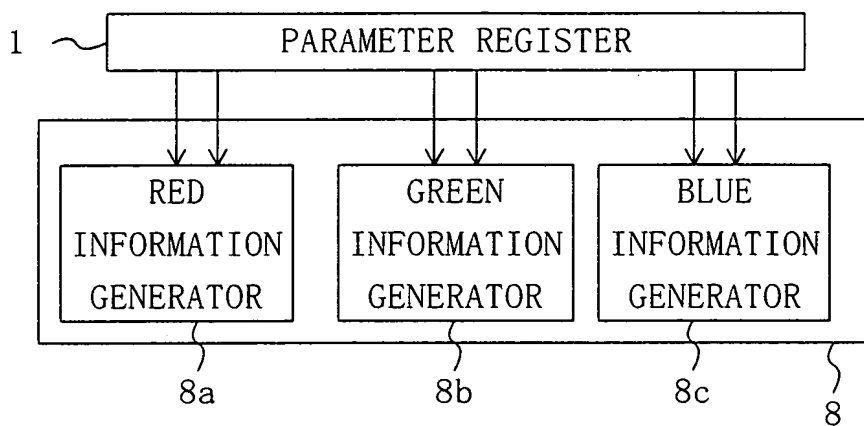 1 PARAMETER REGISTER
RED GREEN BLUE
INFORMATION INFORMATION INFORMATION
GENERATOR GENERATOR GENERATOR
8a 8b 8c
8